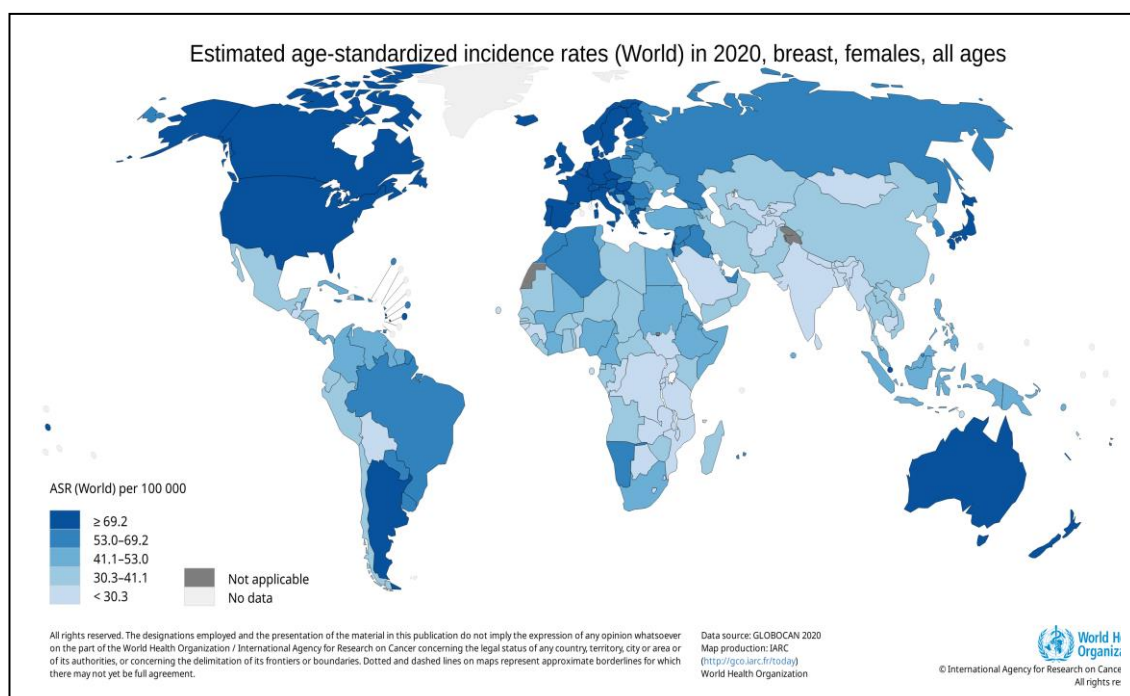 Estimated age-standardized incidence rates (World) in 2020, breast, females, all ages
ASR (World) per 100 000
≥ 69.2
53.0–69.2
41.1–53.0
30.3–41.1
< 30.3
Not applicable
No data
All rights reserved. The designations employed and the presentation of the material in this publication do not imply the expression of any opinion whatsoever
on the part of the World Health Organization / International Agency for Research on Cancer concerning the legal status of any country, territory, city or area or
of its authorities, or concerning the delimitation of its frontiers or boundaries. Dotted and dashed lines on maps represent approximate borderlines for which
there may not yet be full agreement.
Data source: GLOBOCAN 2020
Map production: IARC
(http://gco.iarc.fr/today)
World Health Organization
World He
Organiza
© International Agency for Research on Cance
All rights res